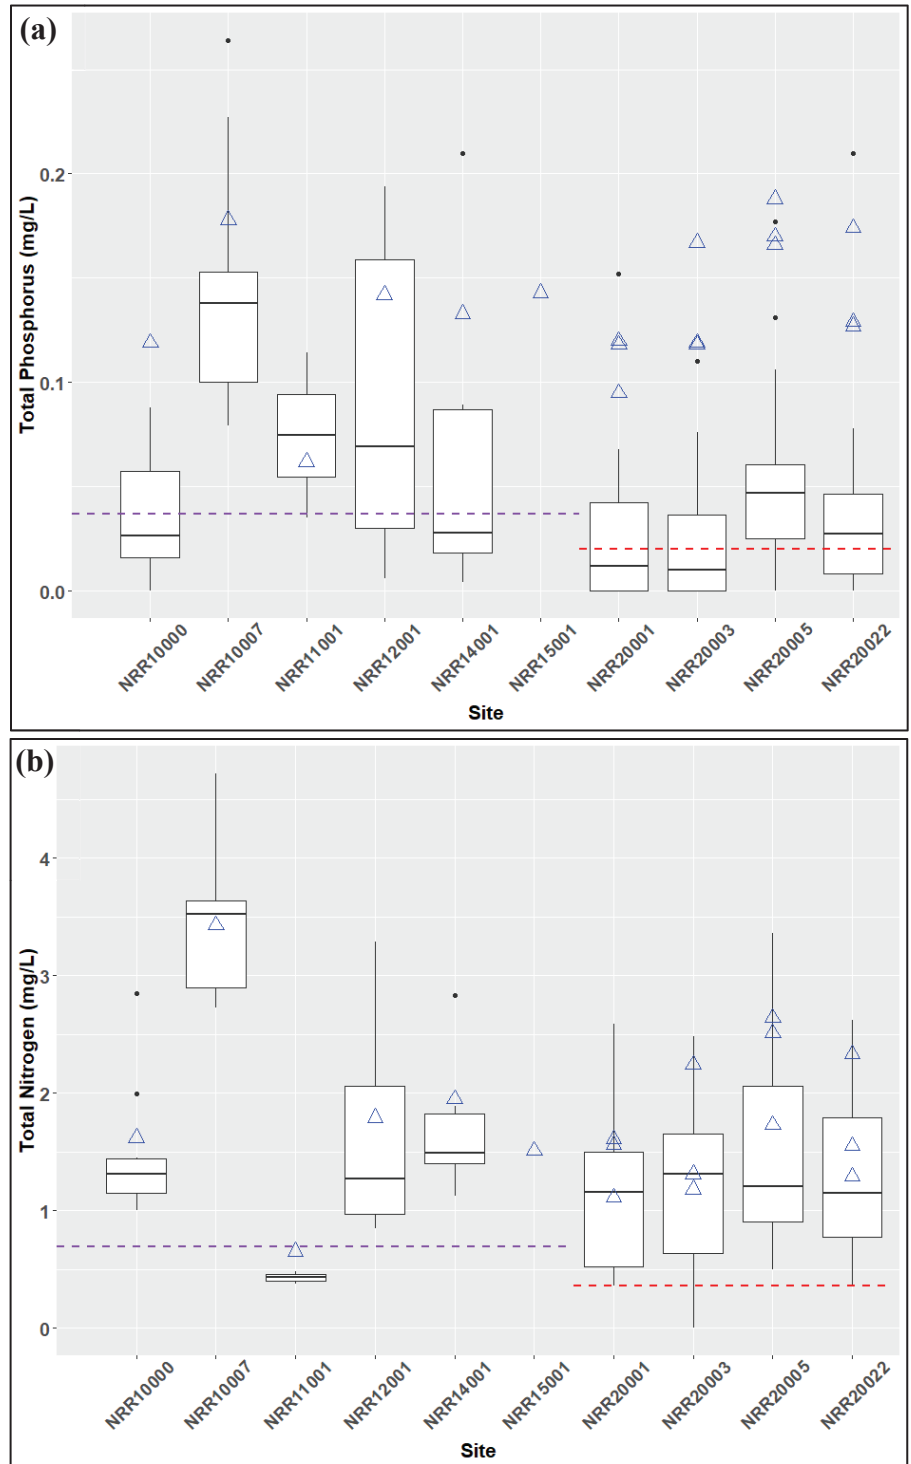 (a)
Total Phosphorus (mg/L)
0.2
0.1
0.0
NRR10000 NRR10007 NRR11001 NRR12001 NRR14001 NRR15001 NRR20001 NRR20003 NRR20005 NRR20022
Site
(b)
Total Nitrogen (mg/L)
4
3
2
1
0
NRR10000 NRR10007 NRR11001 NRR12001 NRR14001 NRR15001 NRR20001 NRR20003 NRR20005 NRR20022
Site